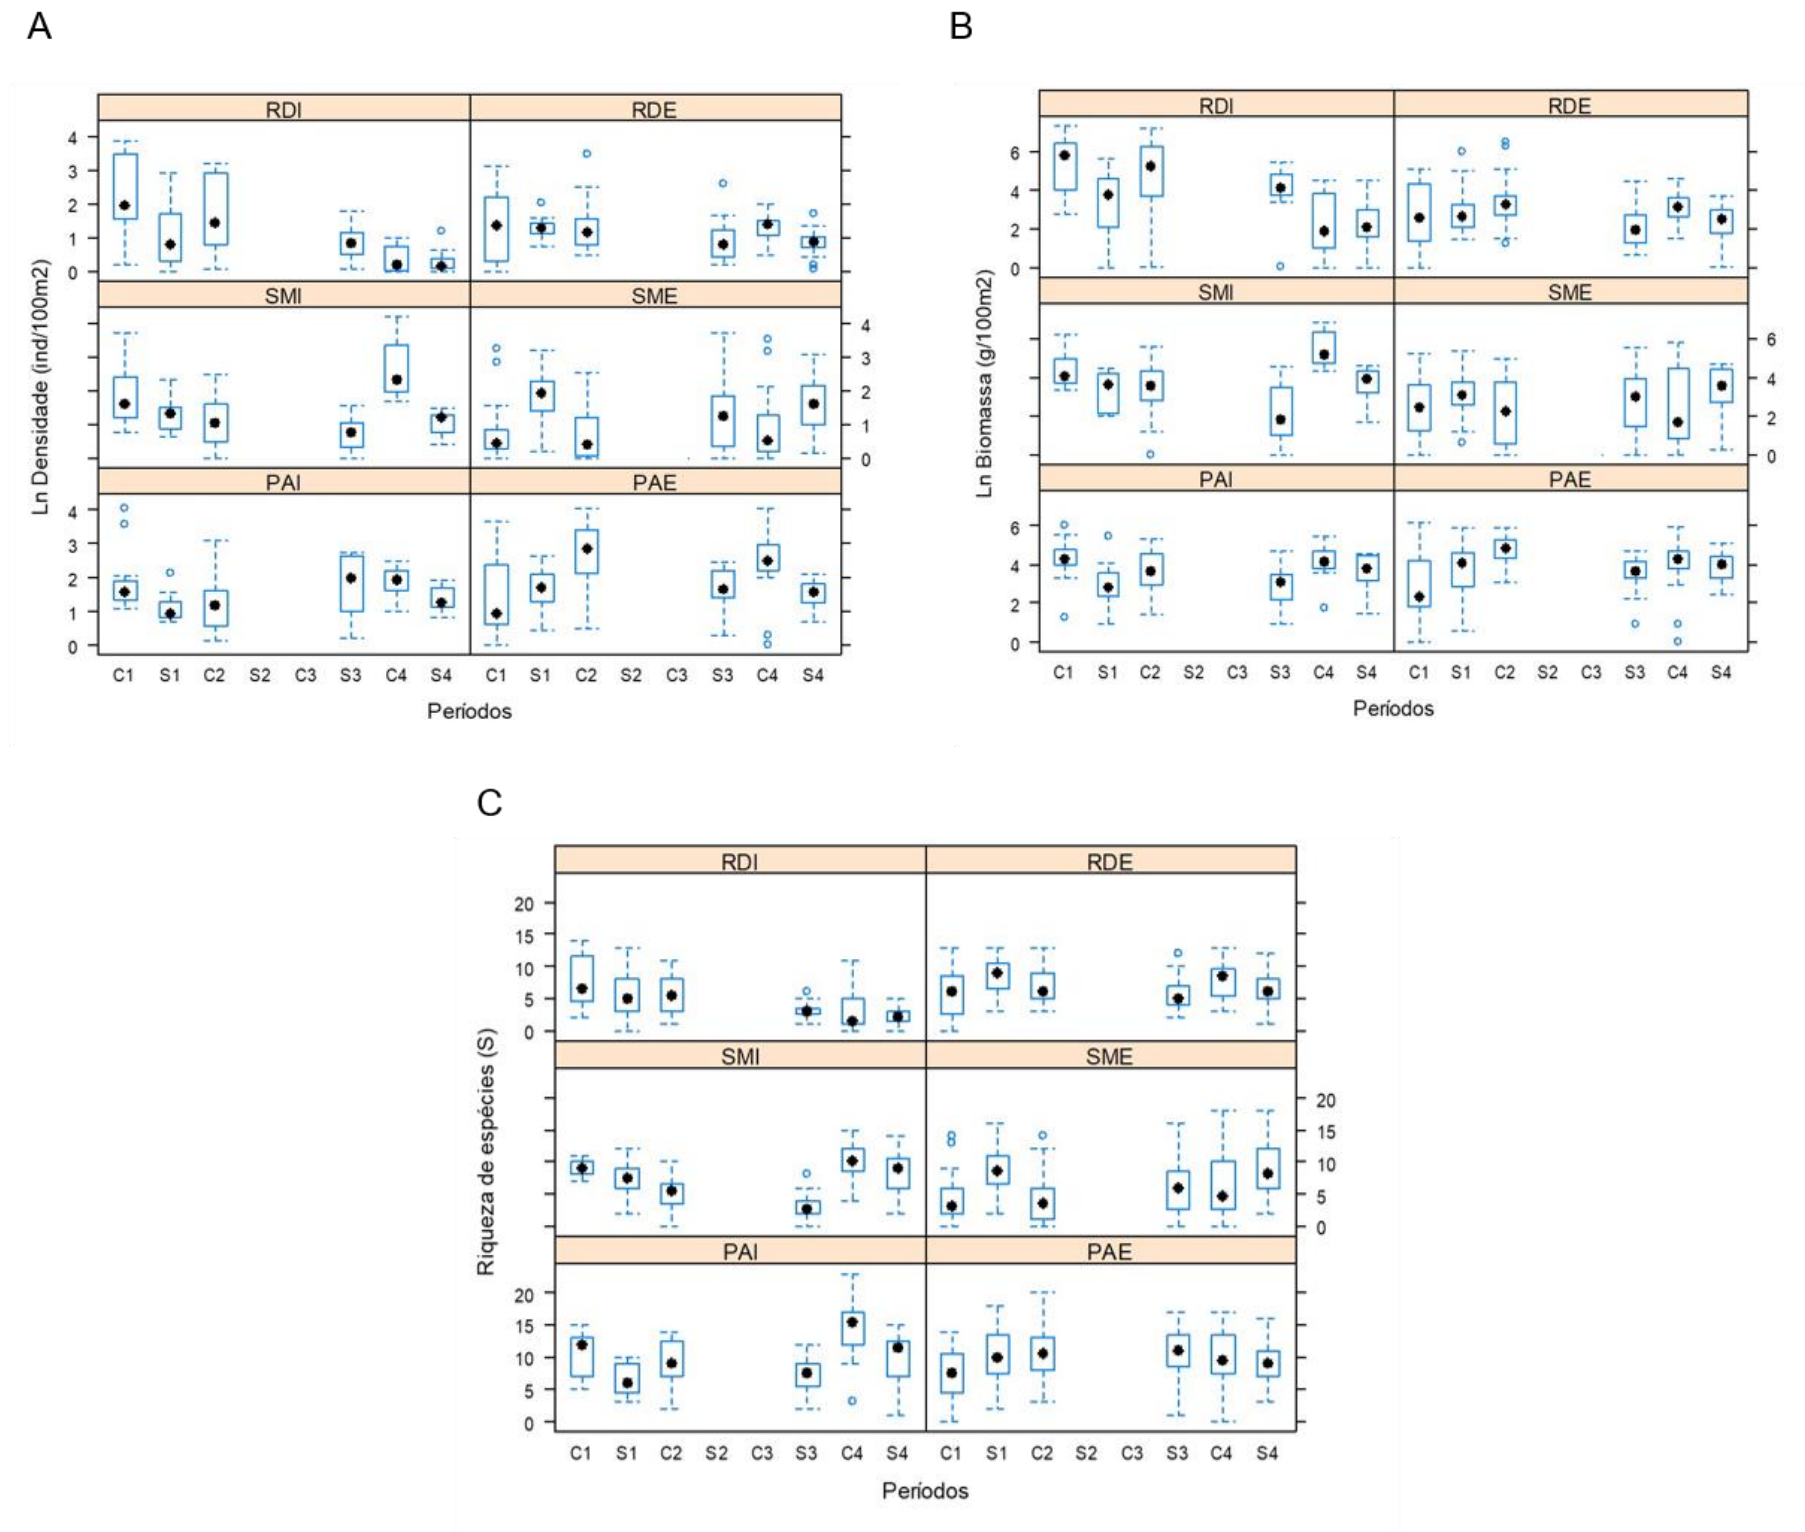 A
B
RDI RDE
4
3
2
1
0
SMI SME
4
3
2
1
0
PAI PAE
4
3
2
1
0
C1 S1 C2 S2 C3 S3 C4 S4 C1 S1 C2 S2 C3 S3 C4 S4
Períodos
Ln Densidade (ind/100m2)
RDI RDE
6
4
2
0
SMI SME
6
4
2
0
PAI PAE
6
4
2
0
C1 S1 C2 S2 C3 S3 C4 S4 C1 S1 C2 S2 C3 S3 C4 S4
Períodos
Ln Biomassa (g/100m2)
C
RDI RDE
20
15
10
5
0
SMI SME
20
15
10
5
0
PAI PAE
20
15
10
5
0
C1 S1 C2 S2 C3 S3 C4 S4 C1 S1 C2 S2 C3 S3 C4 S4
Períodos
Riqueza de espécies (S)